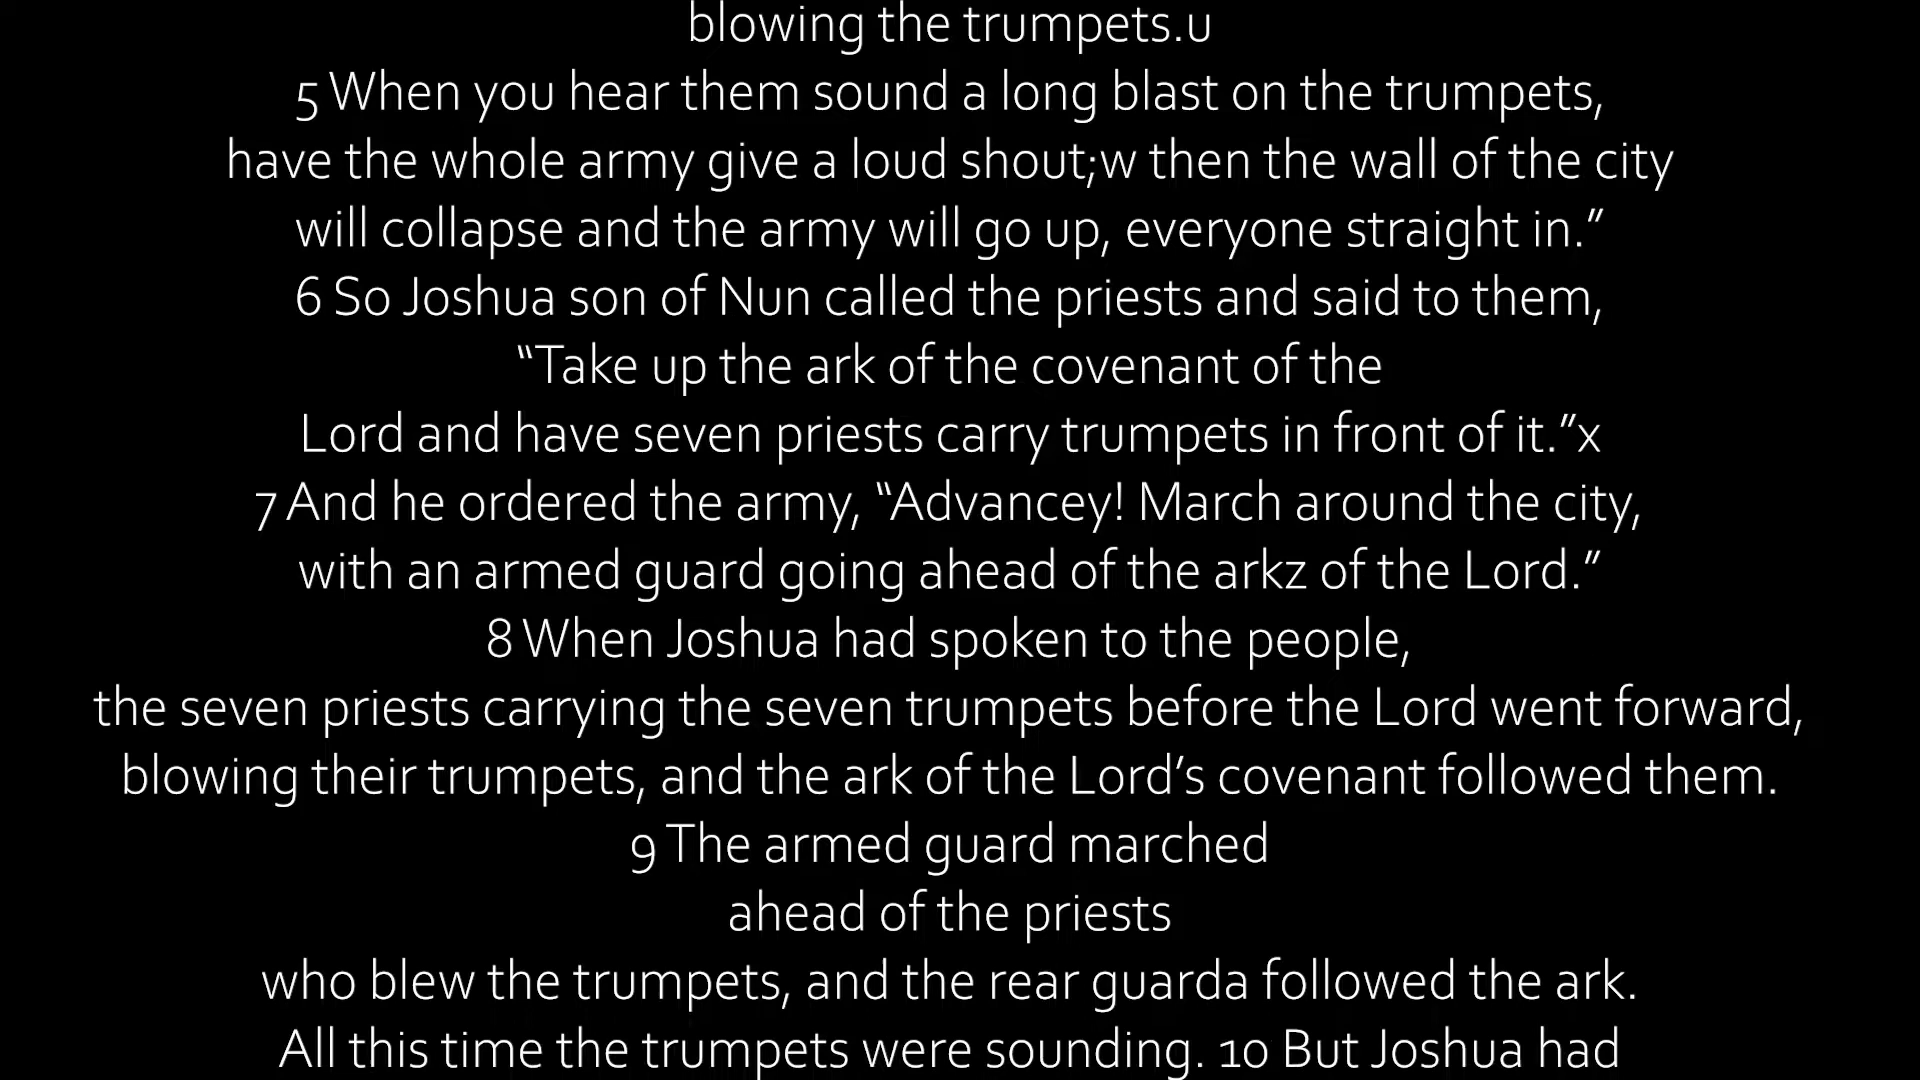 blowing the trumpets.u
5 When you hear them sound a long blast on the trumpets,
have the whole army give a loud shout;w then the wall of the city
will collapse and the army will go up, everyone straight in.”
6 So Joshua son of Nun called the priests and said to them,
“Take up the ark of the covenant of the
Lord and have seven priests carry trumpets in front of it.”x
7 And he ordered the army, “Advancey! March around the city,
with an armed guard going ahead of the arkz of the Lord.”
8 When Joshua had spoken to the people,
the seven priests carrying the seven trumpets before the Lord went forward,
blowing their trumpets, and the ark of the Lord’s covenant followed them.
9 The armed guard marched
ahead of the priests
who blew the trumpets, and the rear guarda followed the ark.
All this time the trumpets were sounding. 10 But Joshua had